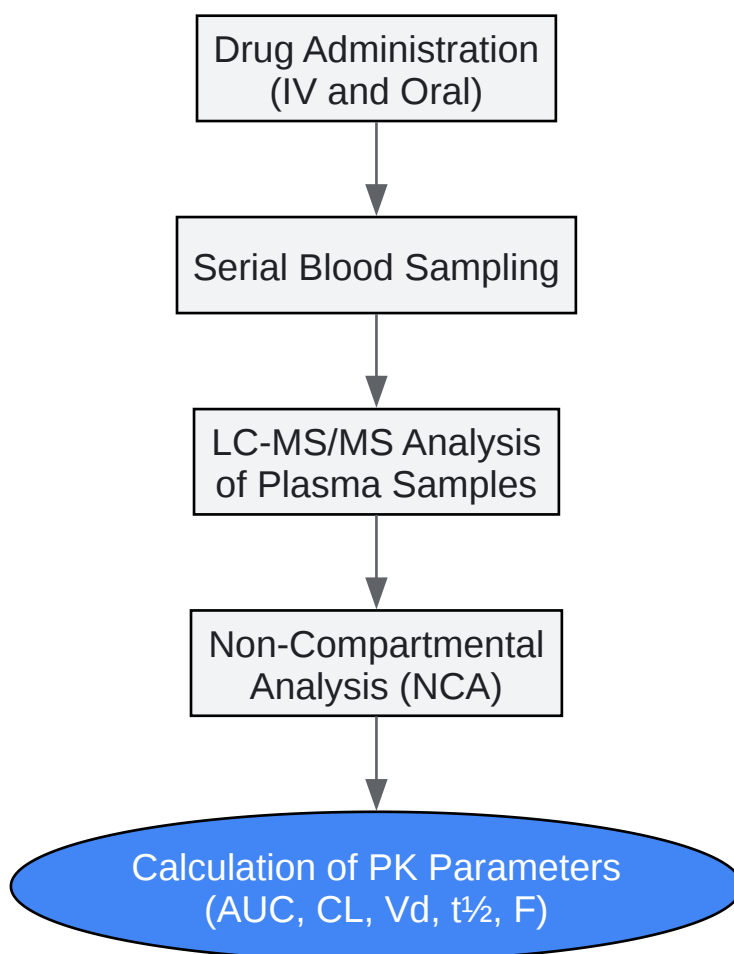 Drug Administration
(IV and Oral)
Serial Blood Sampling
LC-MS/MS Analysis
of Plasma Samples
Non-Compartmental
Analysis (NCA)
Calculation of PK Parameters
(AUC, CL, Vd, t½, F)